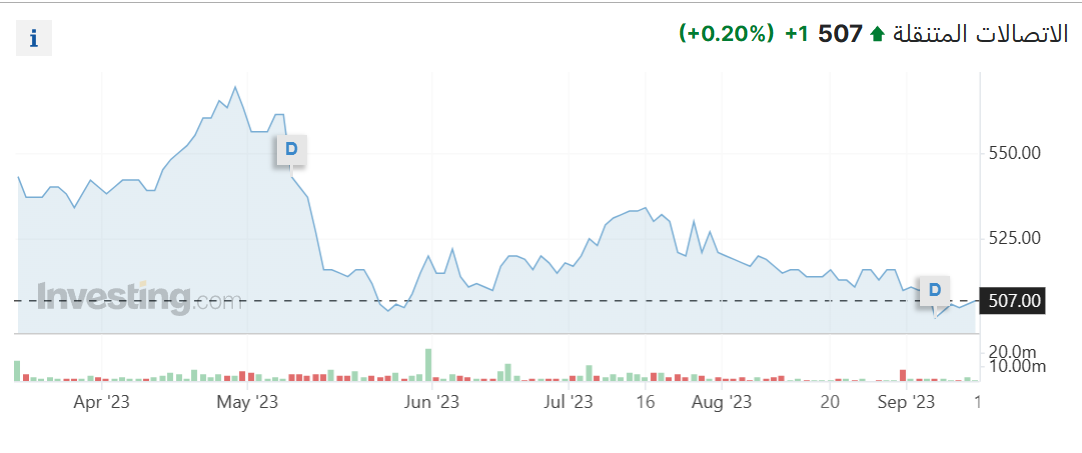 i
الاتصالات المتنقلة 507 +1 (+0.20%)
D
550.00
525.00
D
Investing.com
507.00
20.0m
10.00m
Apr '23 May '23 Jun '23 Jul '23 16 Aug '23 20 Sep '23 1